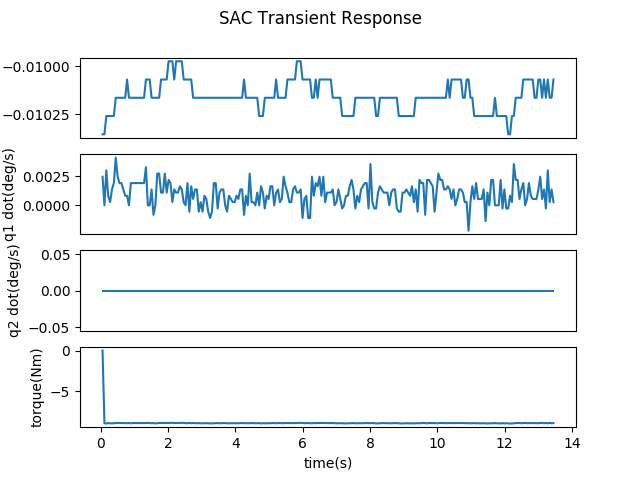 SAC Transient Response
−0.01000
−0.01025
q1 dot(deg/s)
0.0025
0.0000
q2 dot(deg/s)
0.05
0.00
−0.05
torque(Nm)
0
−5
0 2 4 6 8 10 12 14
time(s)